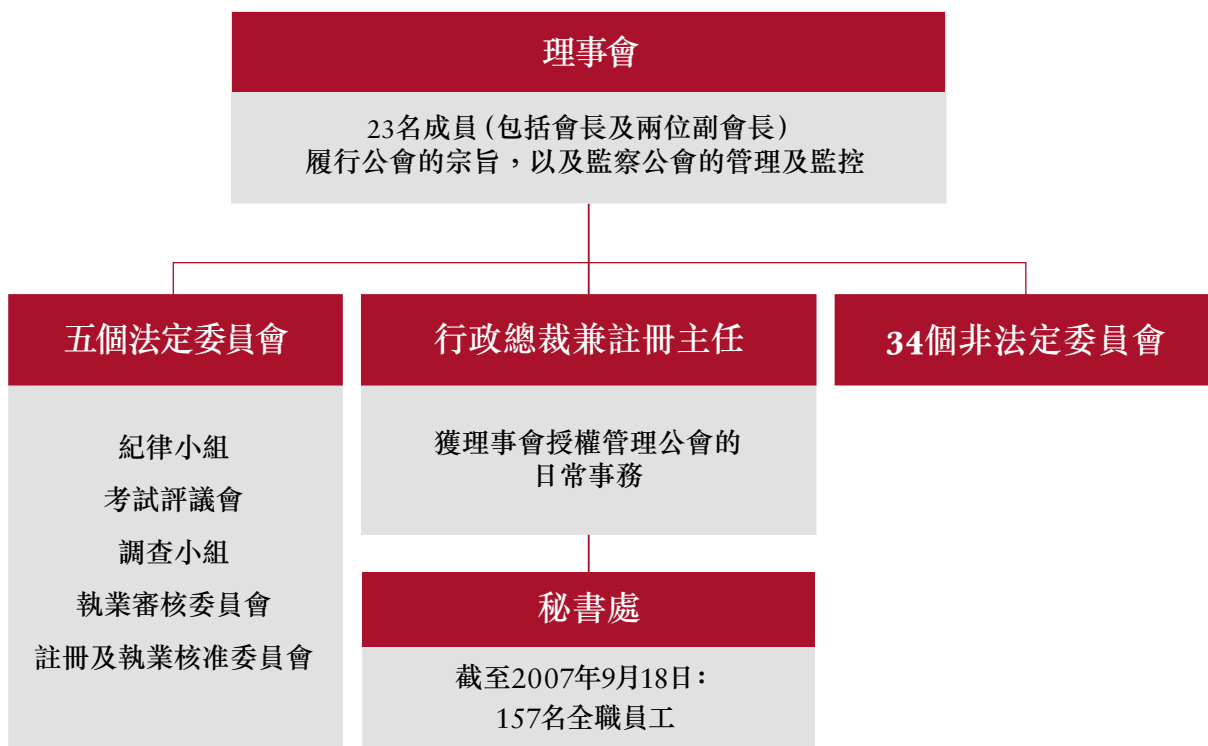 理事會
23名成員(包括會長及兩位副會長)
履行公會的宗旨，以及監察公會的管理及監控
五個法定委員會
紀律小組
考試評議會
調查小組
執業審核委員會
註冊及執業核准委員會
行政總裁兼註冊主任
獲理事會授權管理公會的
日常事務
秘書處
截至2007年9月18日：
157名全職員工
34個非法定委員會